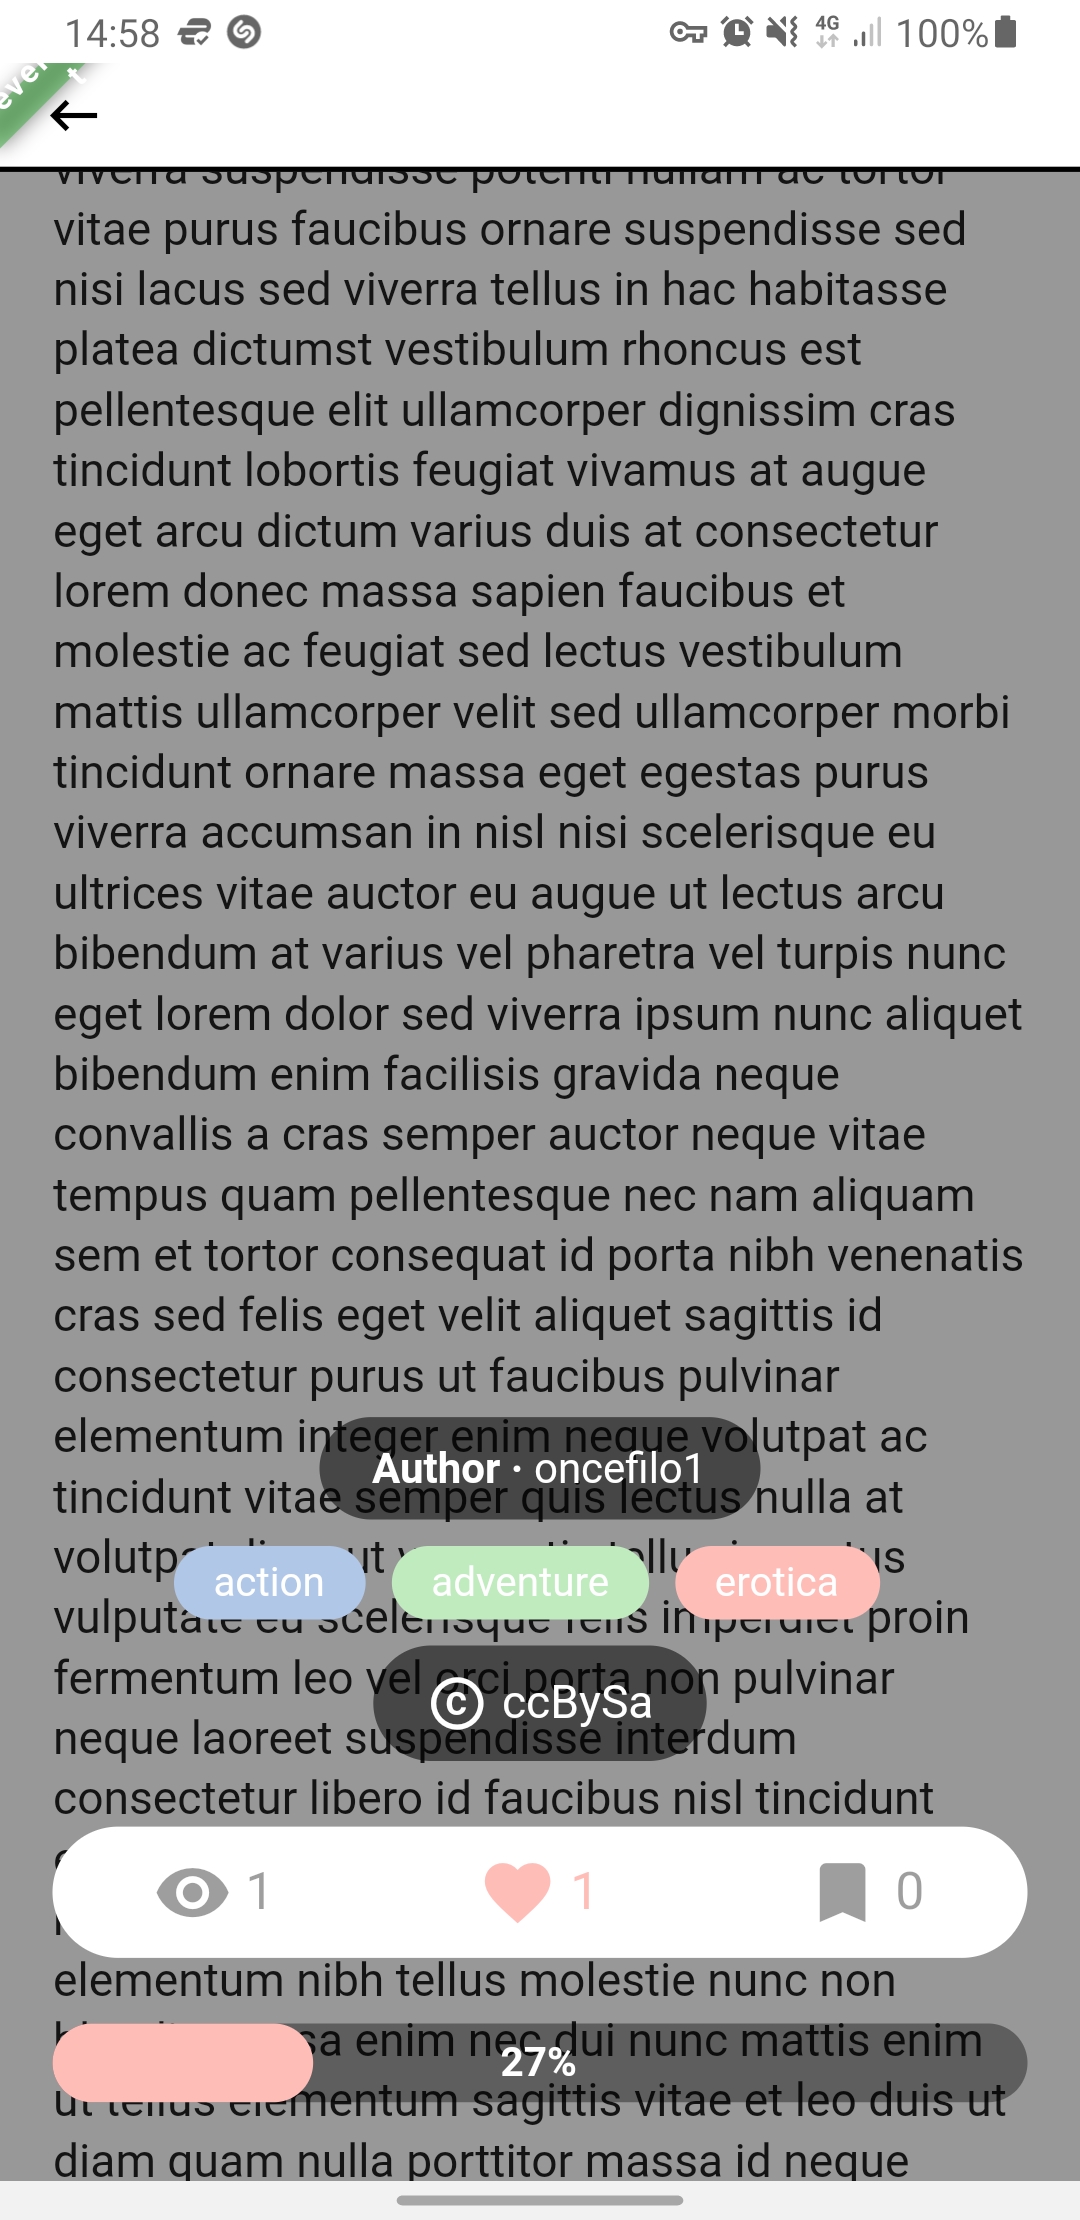 14:58
4G
100%
viverra suspendisse potenti nullam ac tortor
vitae purus faucibus ornare suspendisse sed
nisi lacus sed viverra tellus in hac habitasse
platea dictumst vestibulum rhoncus est
pellentesque elit ullamcorper dignissim cras
tincidunt lobortis feugiat vivamus at augue
eget arcu dictum varius duis at consectetur
lorem donec massa sapien faucibus et
molestie ac feugiat sed lectus vestibulum
mattis ullamcorper velit sed ullamcorper morbi
tincidunt ornare massa eget egestas purus
viverra accumsan in nisl nisi scelerisque eu
ultrices vitae auctor eu augue ut lectus arcu
bibendum at varius vel pharetra vel turpis nunc
eget lorem dolor sed viverra ipsum nunc aliquet
bibendum enim facilisis gravida neque
convallis a cras semper auctor neque vitae
tempus quam pellentesque nec nam aliquam
sem et tortor consequat id porta nibh venenatis
cras sed felis eget velit aliquet sagittis id
consectetur purus ut faucibus pulvinar
elementum integer enim neque volutpat ac
Author · oncefilo1
tincidunt vitae semper quis lectus nulla at
ut
action
adventure
erotica
vulputate eu scelerisque felis imperdiet proin
fermentum leo vel orci porta non pulvinar
© ccBySa
neque laoreet suspendisse interdum
consectetur libero id faucibus nisl tincidunt
1
1
0
elementum nibh tellus molestie nunc non
enim nec dui nunc mattis enim
27%
ut tellus elementum sagittis vitae et leo duis ut
diam quam nulla porttitor massa id neque